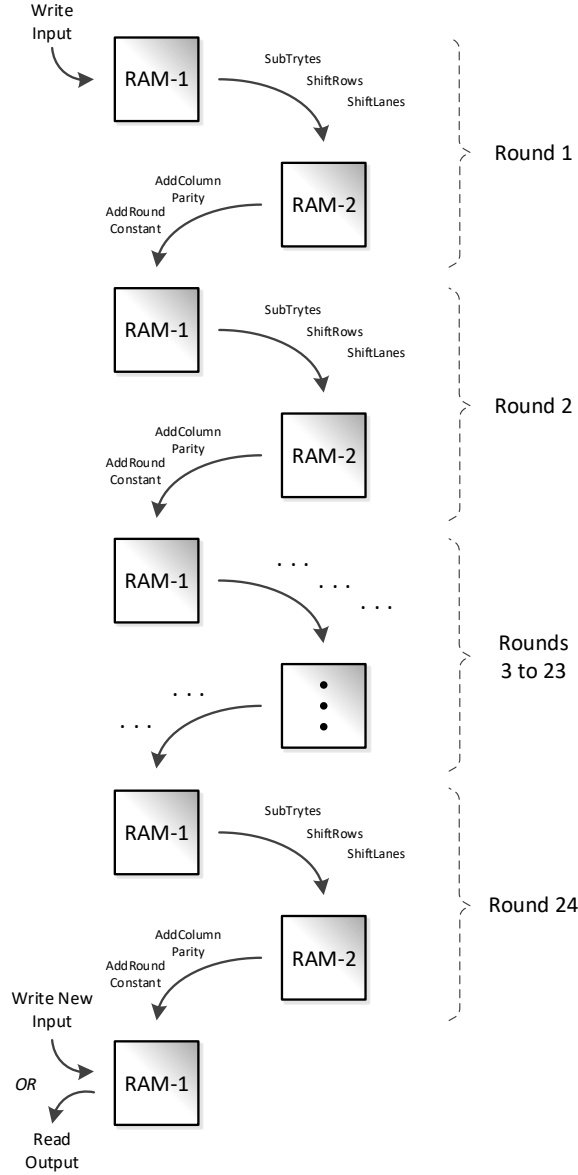 Write
Input
RAM-1
SubTrytes
ShiftRows
ShiftLanes
Round 1
AddColumn
Parity
AddRound
Constant
RAM-2
RAM-1
SubTrytes
ShiftRows
ShiftLanes
Round 2
AddColumn
Parity
AddRound
Constant
RAM-2
RAM-1
. . .
. . .
. . .
Rounds
3 to 23
. . .
. . .
RAM-1
SubTrytes
ShiftRows
ShiftLanes
Round 24
AddColumn
Parity
AddRound
Constant
RAM-2
Write New
Input
OR
RAM-1
Read
Output